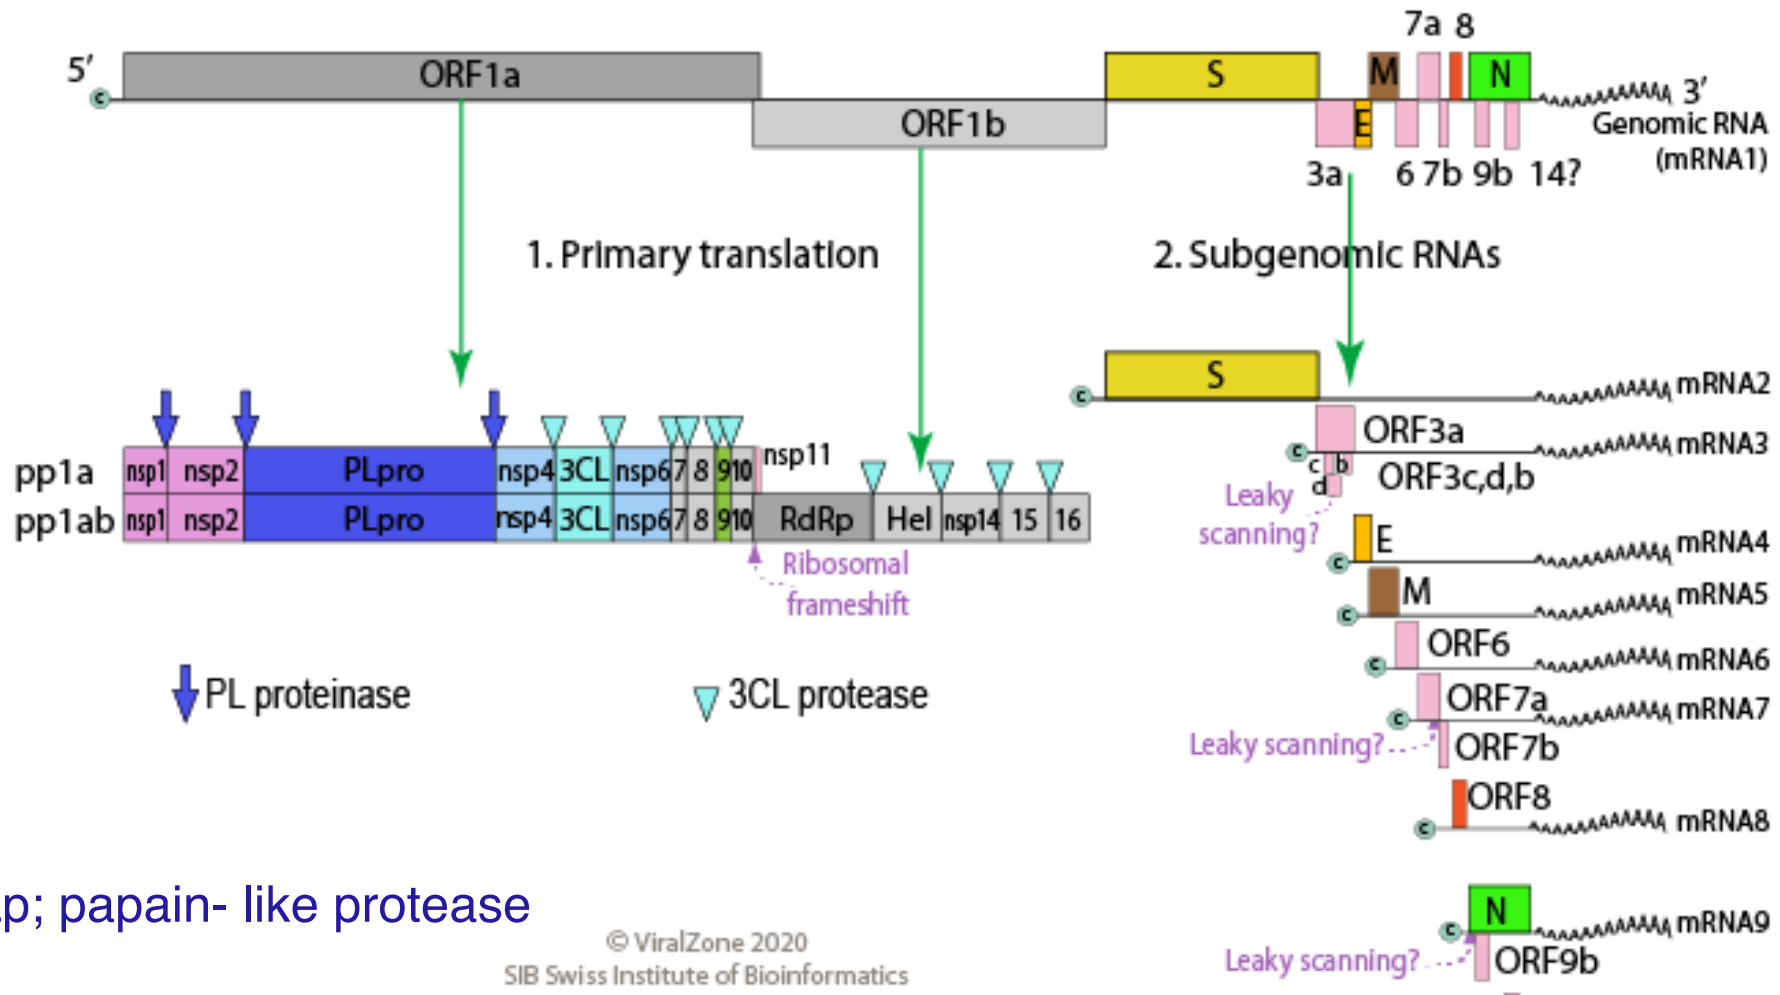 7a 8
5′ ORF1a S M N 3′
c
ORF1b E Genomic RNA
(mRNA1)
3a 6 7b 9b 14?
1. Primary translation 2. Subgenomic RNAs
S mRNA2
c
ORF3a mRNA3
c
c b ORF3c,d,b
d
Leaky
scanning?
nsp11
pp1a nsp1 nsp2 PLpro nsp4 3CL nsp6 7 8 9 10
pp1ab nsp1 nsp2 PLpro nsp4 3CL nsp6 7 8 9 10 RdRp Hel nsp14 15 16
Ribosomal
frameshift
E mRNA4
c
M mRNA5
c
ORF6 mRNA6
c
PL proteinase 3CL protease
ORF7a mRNA7
c
Leaky scanning? ORF7b
ORF8 mRNA8
c
p; papain- like protease
N mRNA9
c
Leaky scanning? ORF9b
© ViralZone 2020
SIB Swiss Institute of Bioinformatics